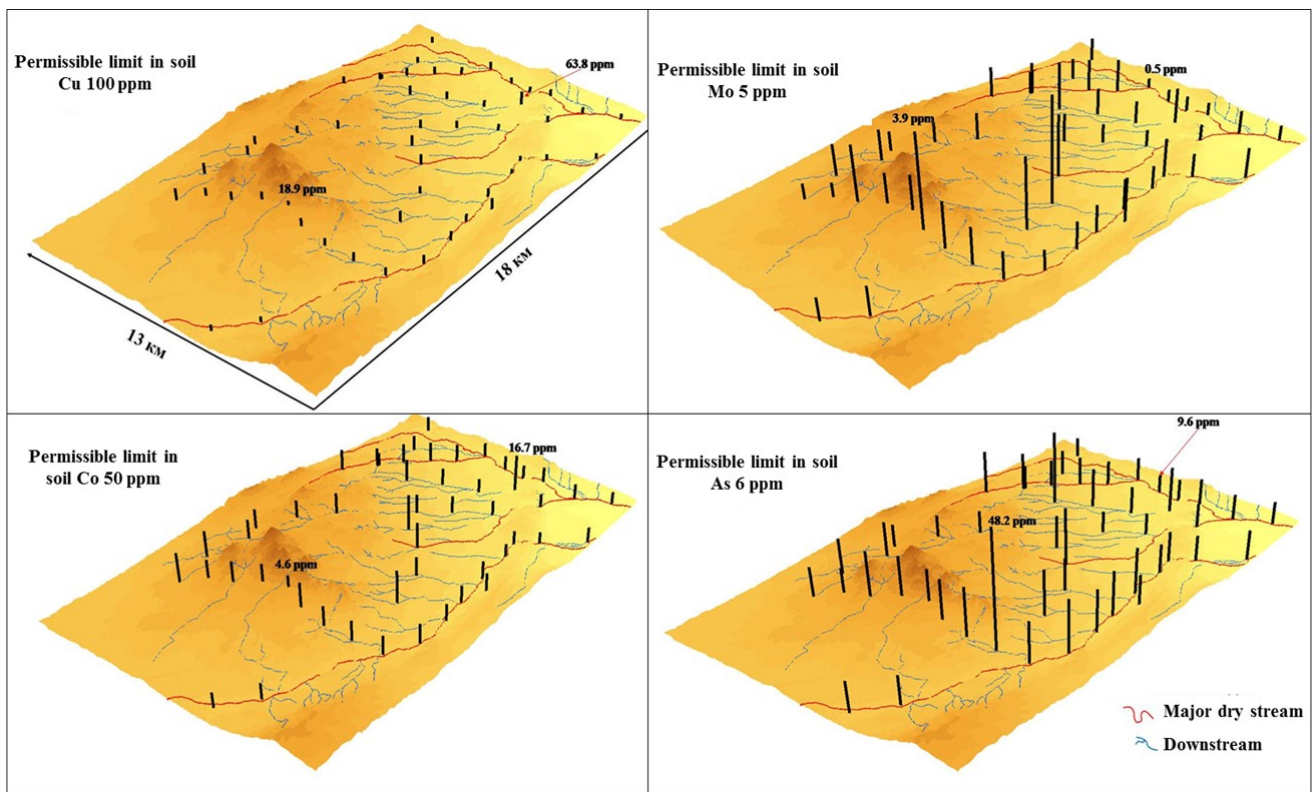 Permissible limit in soil
Cu 100 ppm
63.8 ppm
18.9 ppm
13 км
18 км
Permissible limit in soil
Mo 5 ppm
0.5 ppm
3.9 ppm
Permissible limit in
soil Co 50 ppm
16.7 ppm
4.6 ppm
Permissible limit in soil
As 6 ppm
9.6 ppm
48.2 ppm
Major dry stream
Downstream